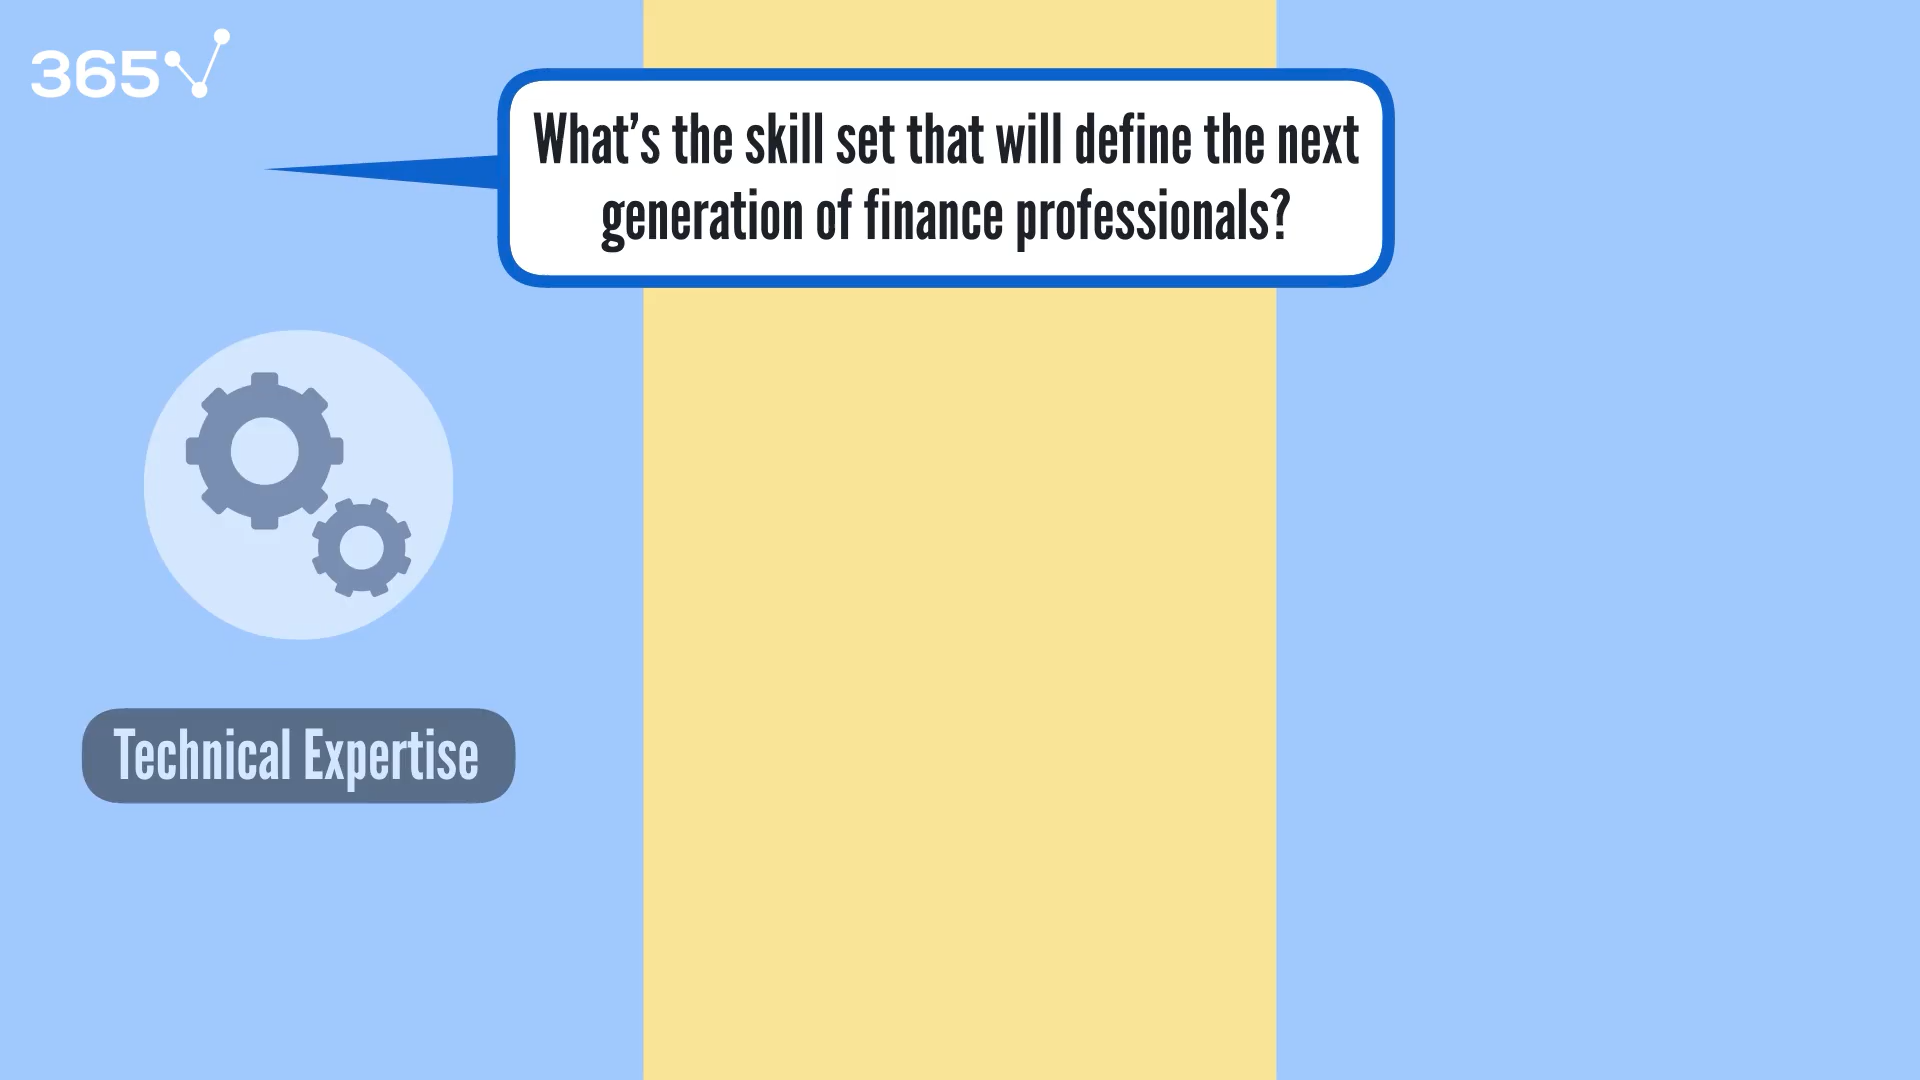 365
What’s the skill set that will define the next
generation of finance professionals?
Technical Expertise